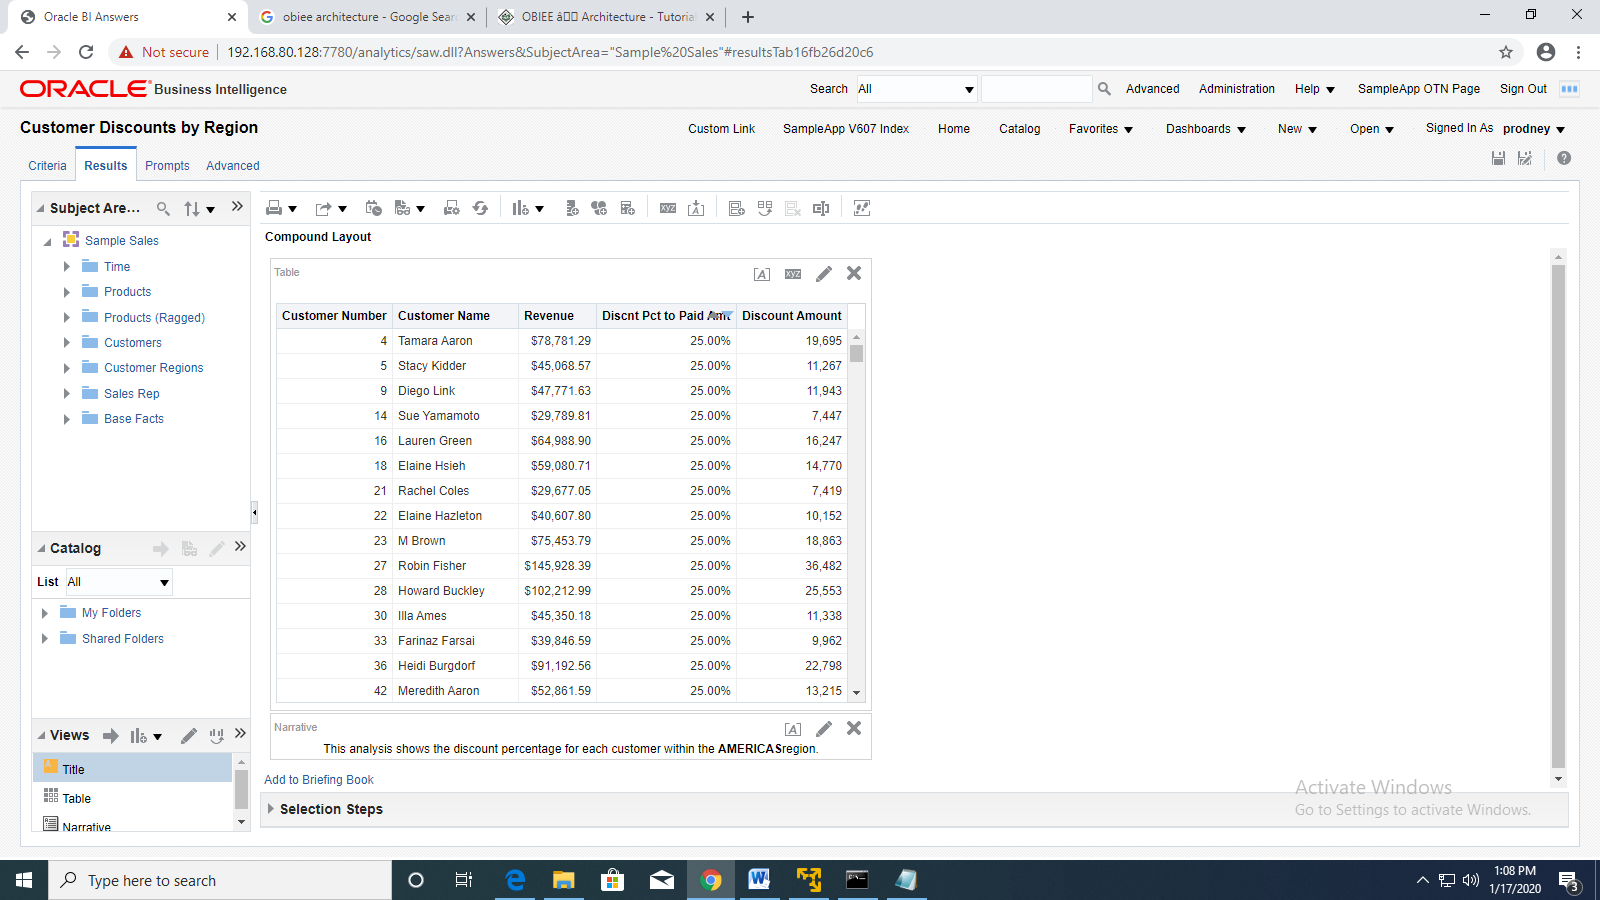 Oracle BI Answers
obiee architecture - Google Sear
OBIEE â Architecture - Tutoria
Not secure
192.168.80.128:7780/analytics/saw.dll?Answers&SubjectArea="Sample%20Sales"#resultsTab16fb26d20c6
ORACLE Business Intelligence
Search All
Advanced Administration Help SampleApp OTN Page Sign Out
Customer Discounts by Region
Custom Link SampleApp V607 Index Home Catalog Favorites Dashboards New Open Signed In As prodney
Criteria Results Prompts Advanced
Subject Are...
Sample Sales
Time
Products
Products (Ragged)
Customers
Customer Regions
Sales Rep
Base Facts
Catalog
List All
My Folders
Shared Folders
Views
Title
Table
Narrative
Compound Layout
Table
Customer Number Customer Name Revenue Discnt Pct to Paid Amt Discount Amount
4 Tamara Aaron $78,781.29 25.00% 19,695
5 Stacy Kidder $45,068.57 25.00% 11,267
9 Diego Link $47,771.63 25.00% 11,943
14 Sue Yamamoto $29,789.81 25.00% 7,447
16 Lauren Green $64,988.90 25.00% 16,247
18 Elaine Hsieh $59,080.71 25.00% 14,770
21 Rachel Coles $29,677.05 25.00% 7,419
22 Elaine Hazleton $40,607.80 25.00% 10,152
23 M Brown $75,453.79 25.00% 18,863
27 Robin Fisher $145,928.39 25.00% 36,482
28 Howard Buckley $102,212.99 25.00% 25,553
30 Illa Ames $45,350.18 25.00% 11,338
33 Farinaz Farsai $39,846.59 25.00% 9,962
36 Heidi Burgdorf $91,192.56 25.00% 22,798
42 Meredith Aaron $52,861.59 25.00% 13,215
Narrative
This analysis shows the discount percentage for each customer within the AMERICASregion.
Add to Briefing Book
Selection Steps
Activate Windows
Go to Settings to activate Windows.
Type here to search
1:08 PM
1/17/2020
3